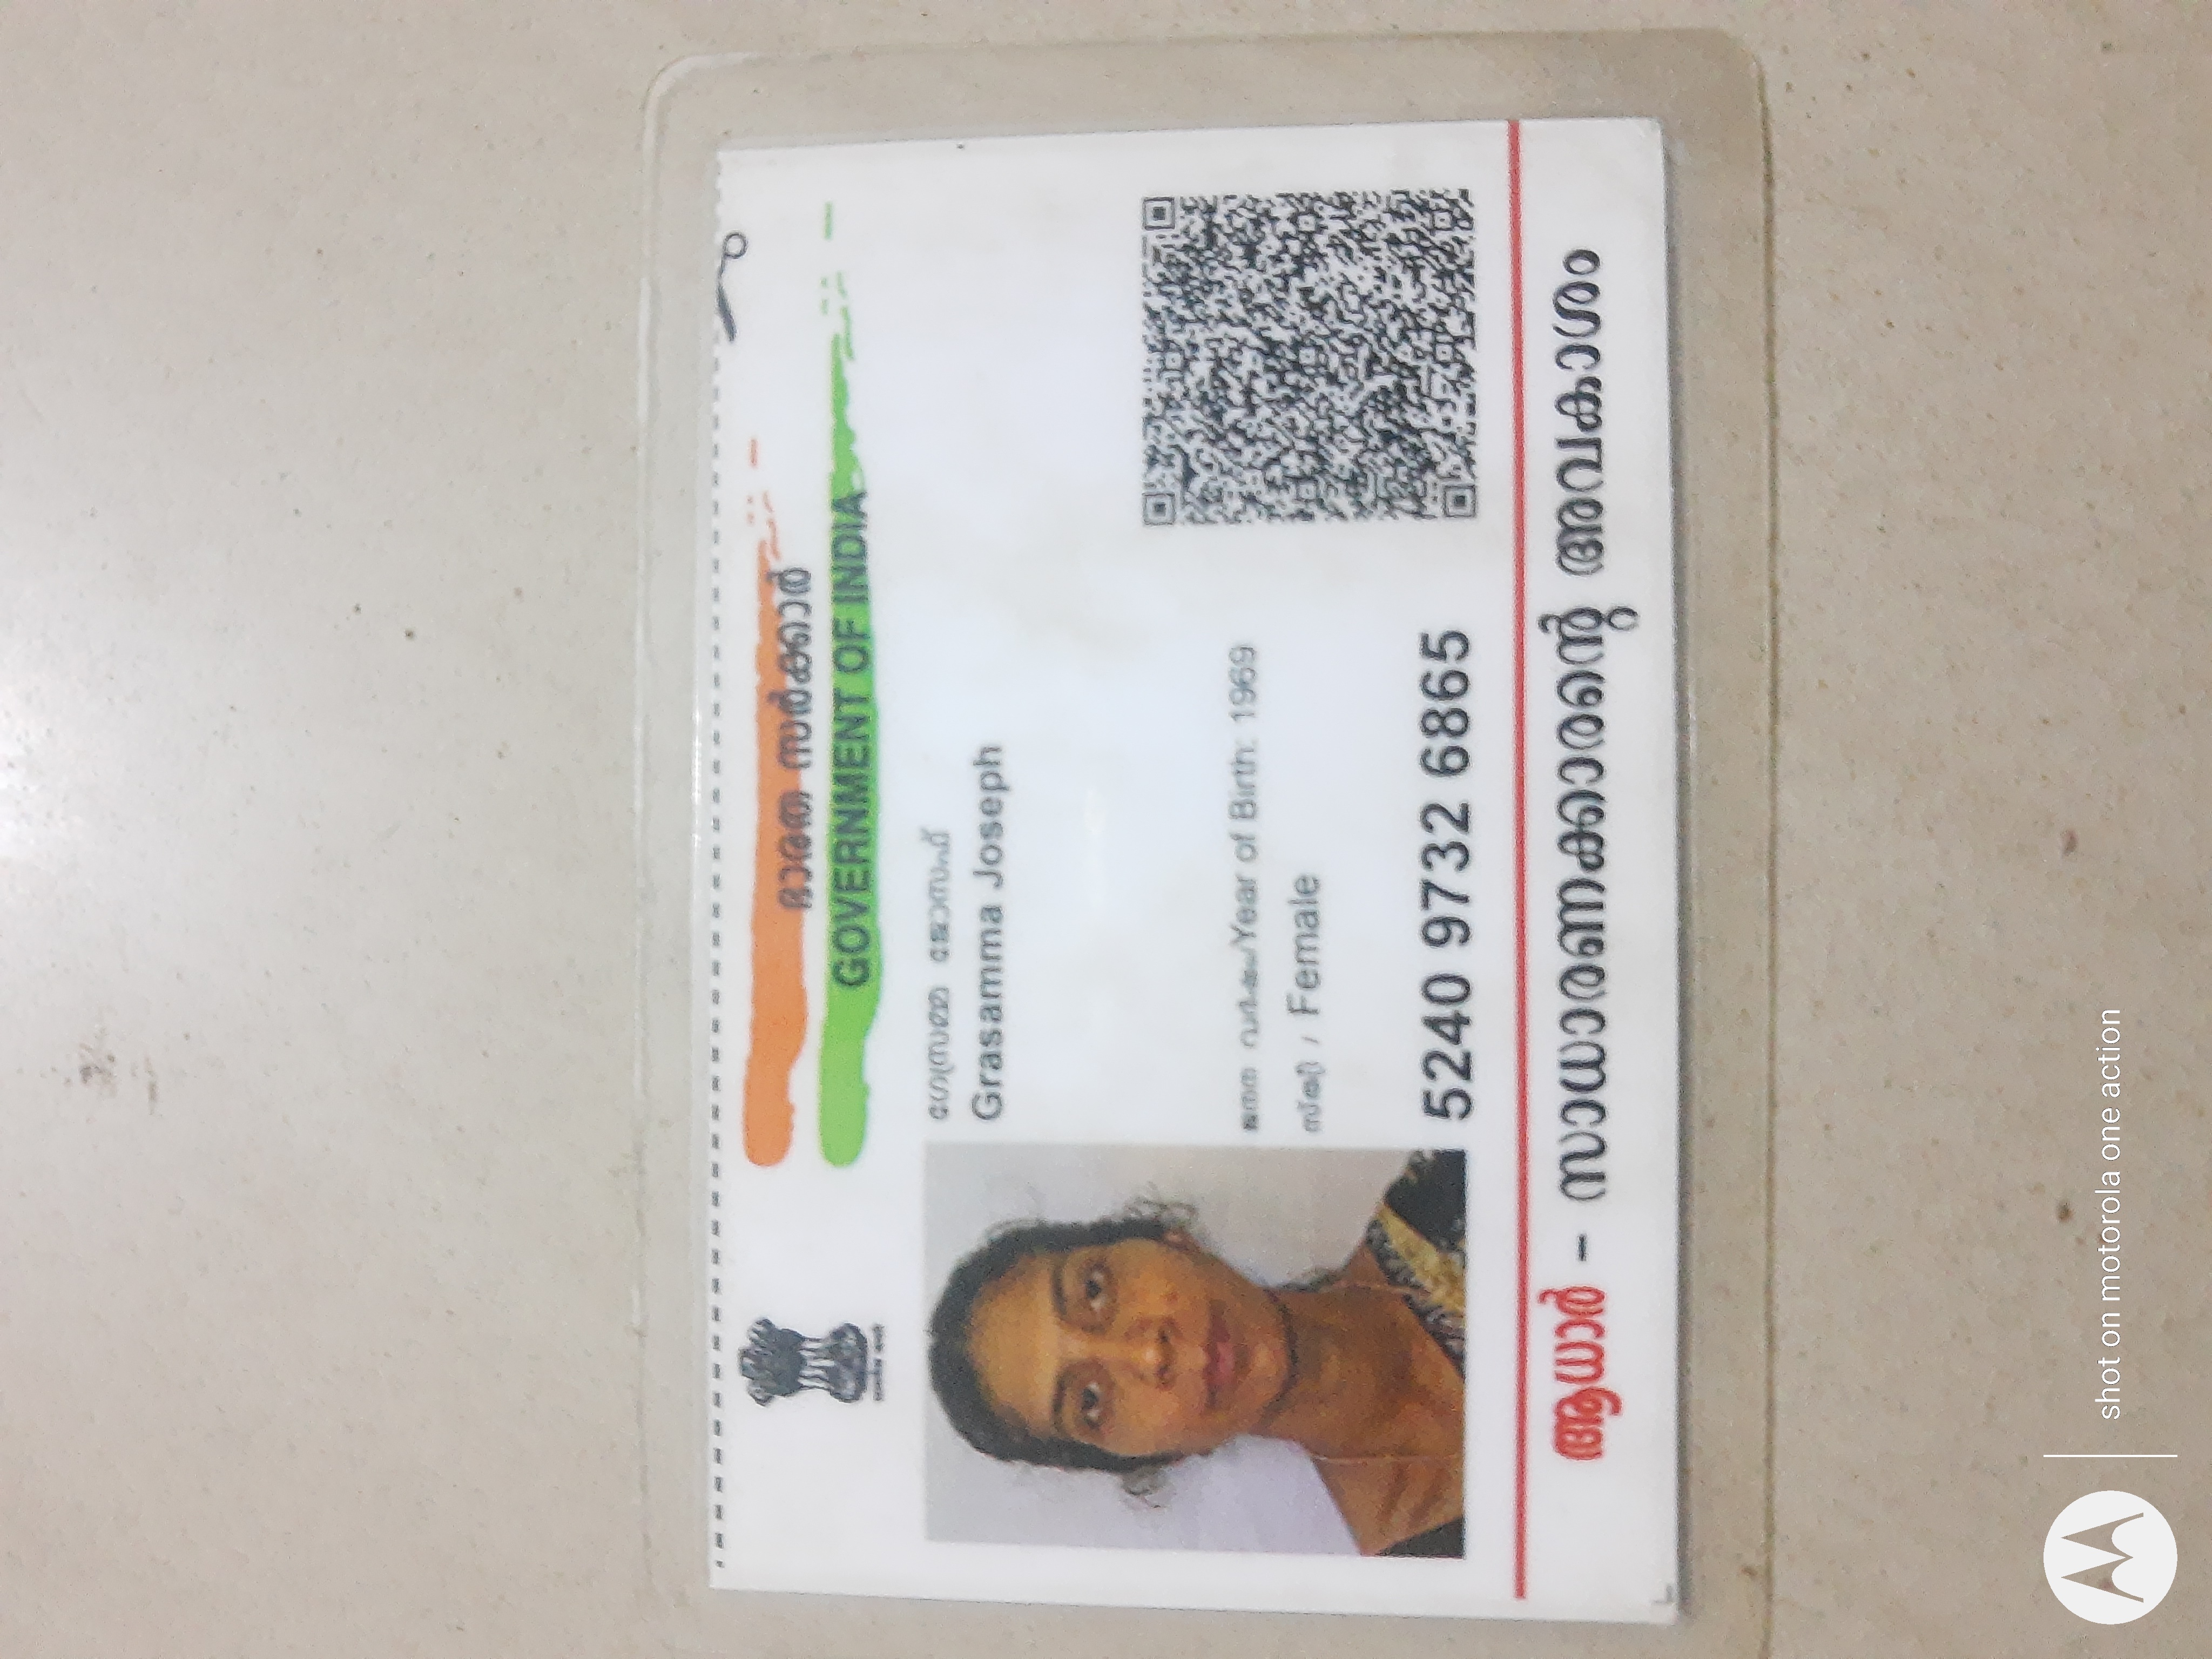 ഭാരത സർക്കാർ
GOVERNMENT OF INDIA
ഗ്രേസമ്മ ജോസഫ്
Grasamma Joseph
ജനന വർഷം/Year of Birth: 1969
സ്ത്രീ / Female
5240 9732 6865
ആധാർ - സാധാരണക്കാരന്റെ അവകാശം
shot on motorola one action